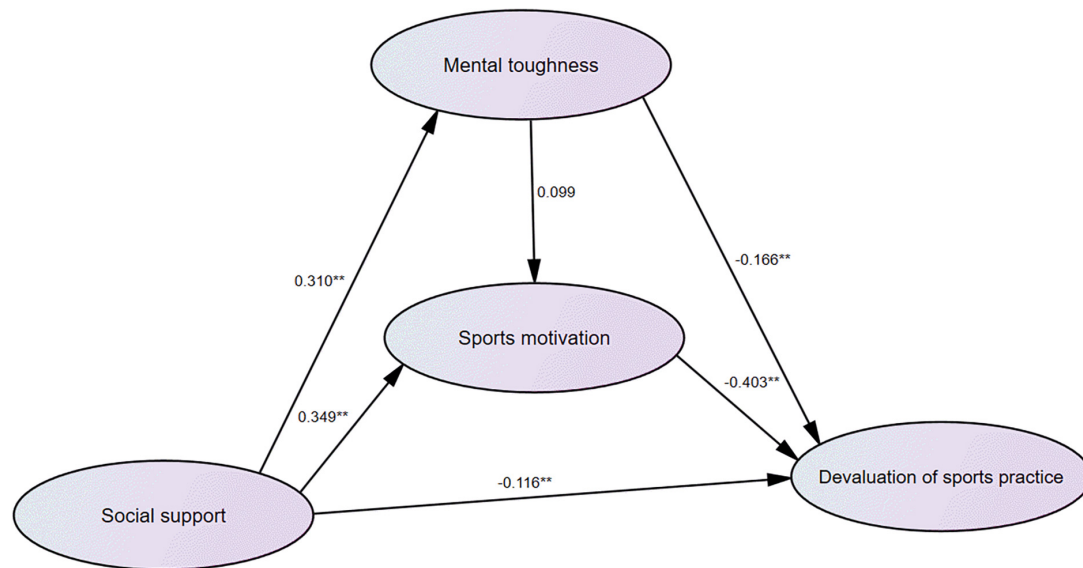 Mental toughness
0.099
0.310**
-0.166**
Sports motivation
0.349**
-0.403**
-0.116**
Devaluation of sports practice
Social support